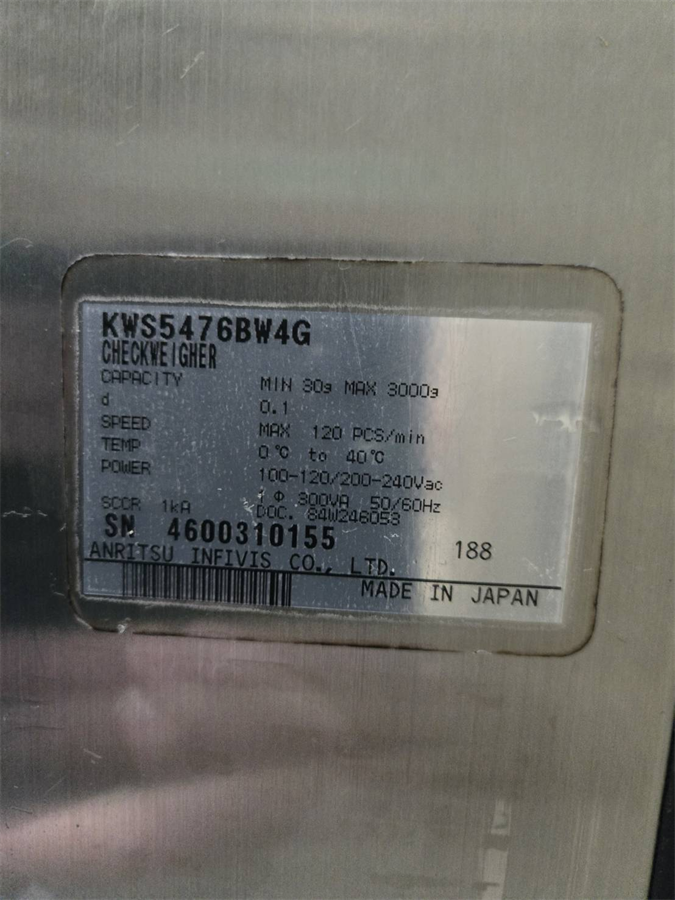 KWS5476BW4G
CHECKWEIGHER
CAPACITY MIN 30g MAX 3000g
d 0.1
SPEED MAX 120 PCS/min
TEMP 0℃ to 40℃
POWER 100-120/200-240Vac
1 Φ 300VA 50/60Hz
SCCR 1kA DOC. 84W246053
SN 4600310155 188
ANRITSU INFIVIS CO., LTD.
MADE IN JAPAN